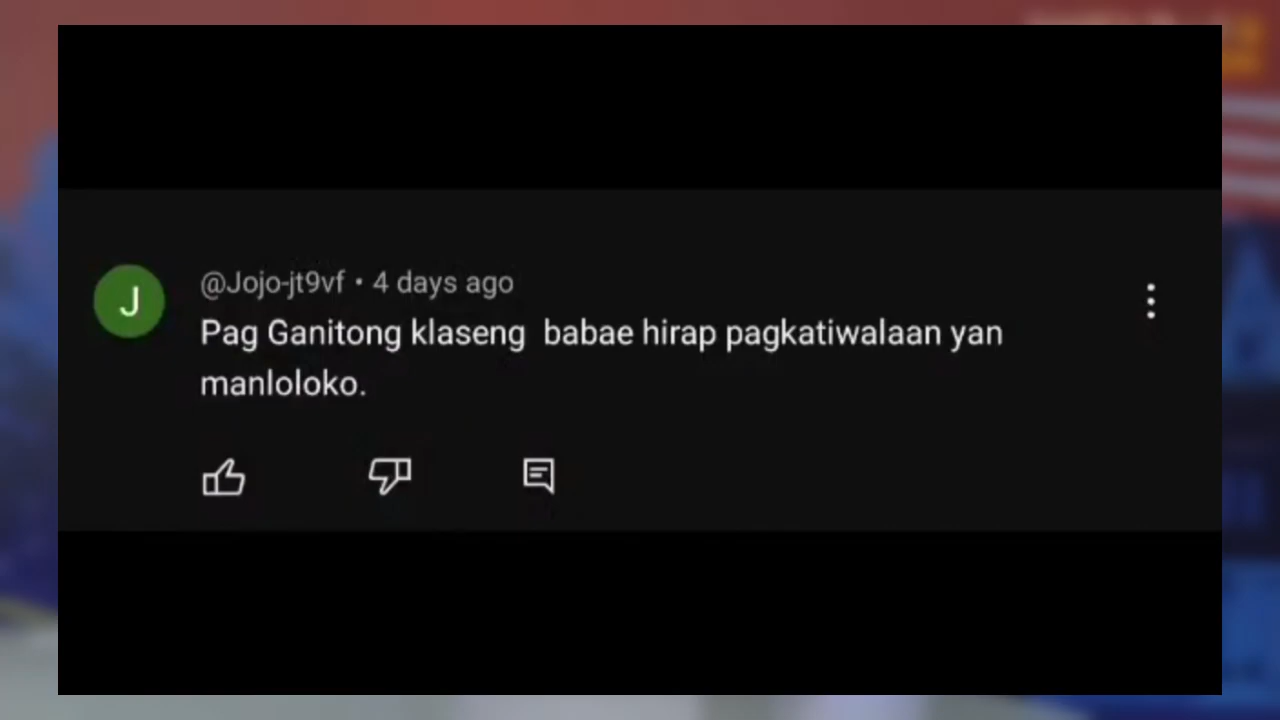 J
@Jojo-jt9vf • 4 days ago
Pag Ganitong klaseng  babae hirap pagkatiwalaan yan
manloloko.